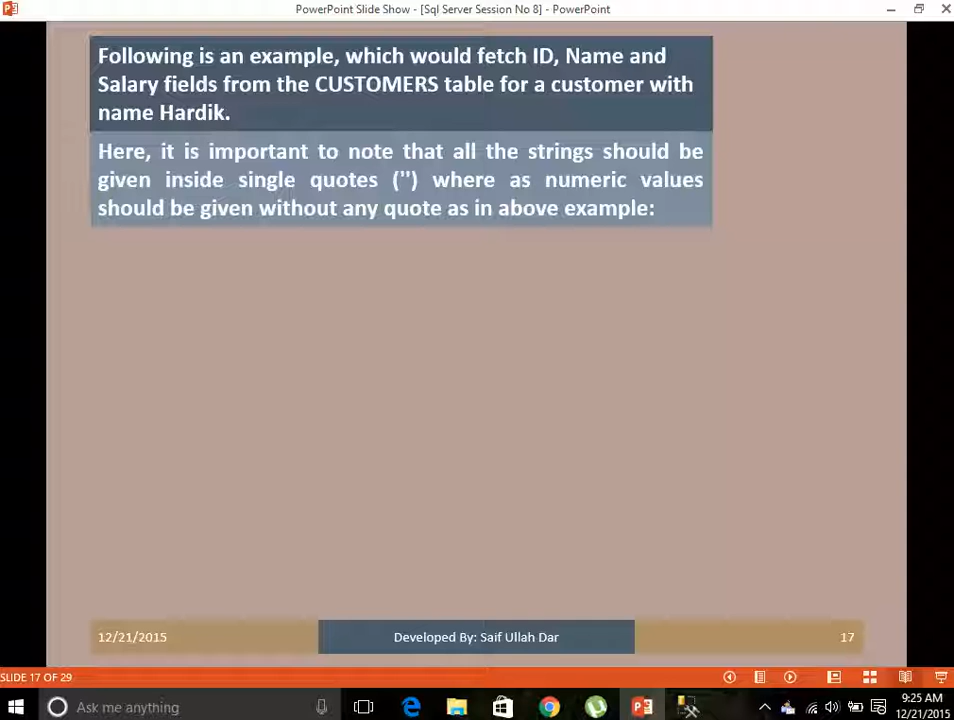 PowerPoint Slide Show - [Sql Server Session No 8] - PowerPoint
Following is an example, which would fetch ID, Name and
Salary fields from the CUSTOMERS table for a customer with
name Hardik.
Here, it is important to note that all the strings should be
given inside single quotes ('') where as numeric values
should be given without any quote as in above example:
12/21/2015
Developed By: Saif Ullah Dar
17
SLIDE 17 OF 29
Ask me anything
9:25 AM
12/21/2015